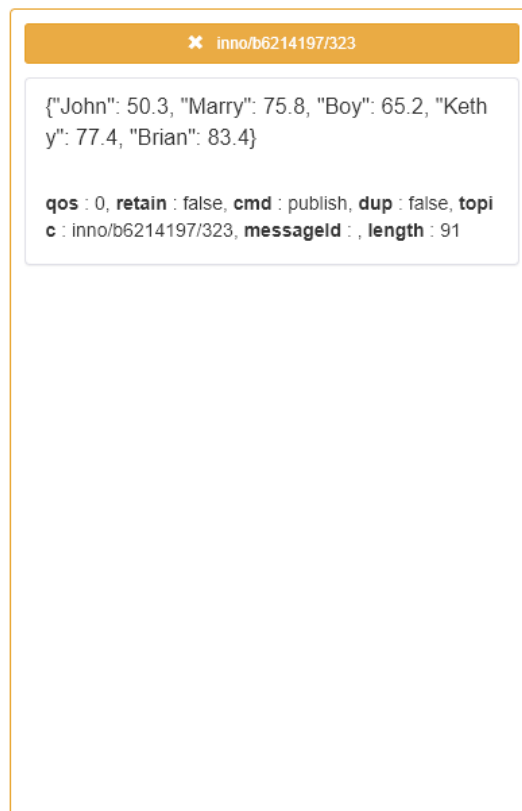 ✖ inno/b6214197/323
{"John": 50.3, "Marry": 75.8, "Boy": 65.2, "Keth
y": 77.4, "Brian": 83.4}
qos : 0, retain : false, cmd : publish, dup : false, topi
c : inno/b6214197/323, messageId : , length : 91